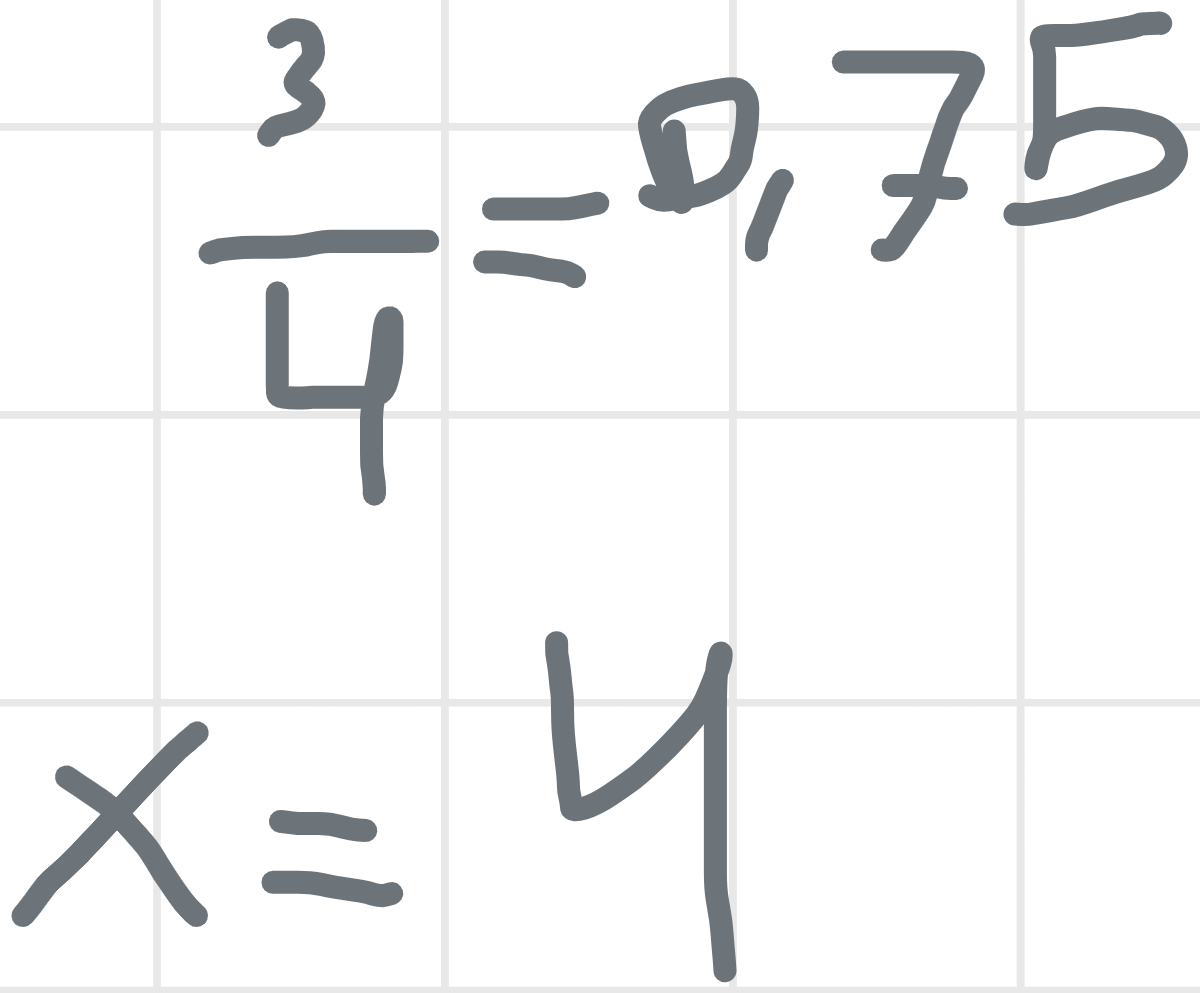 3/4 = 0,75
x = 4